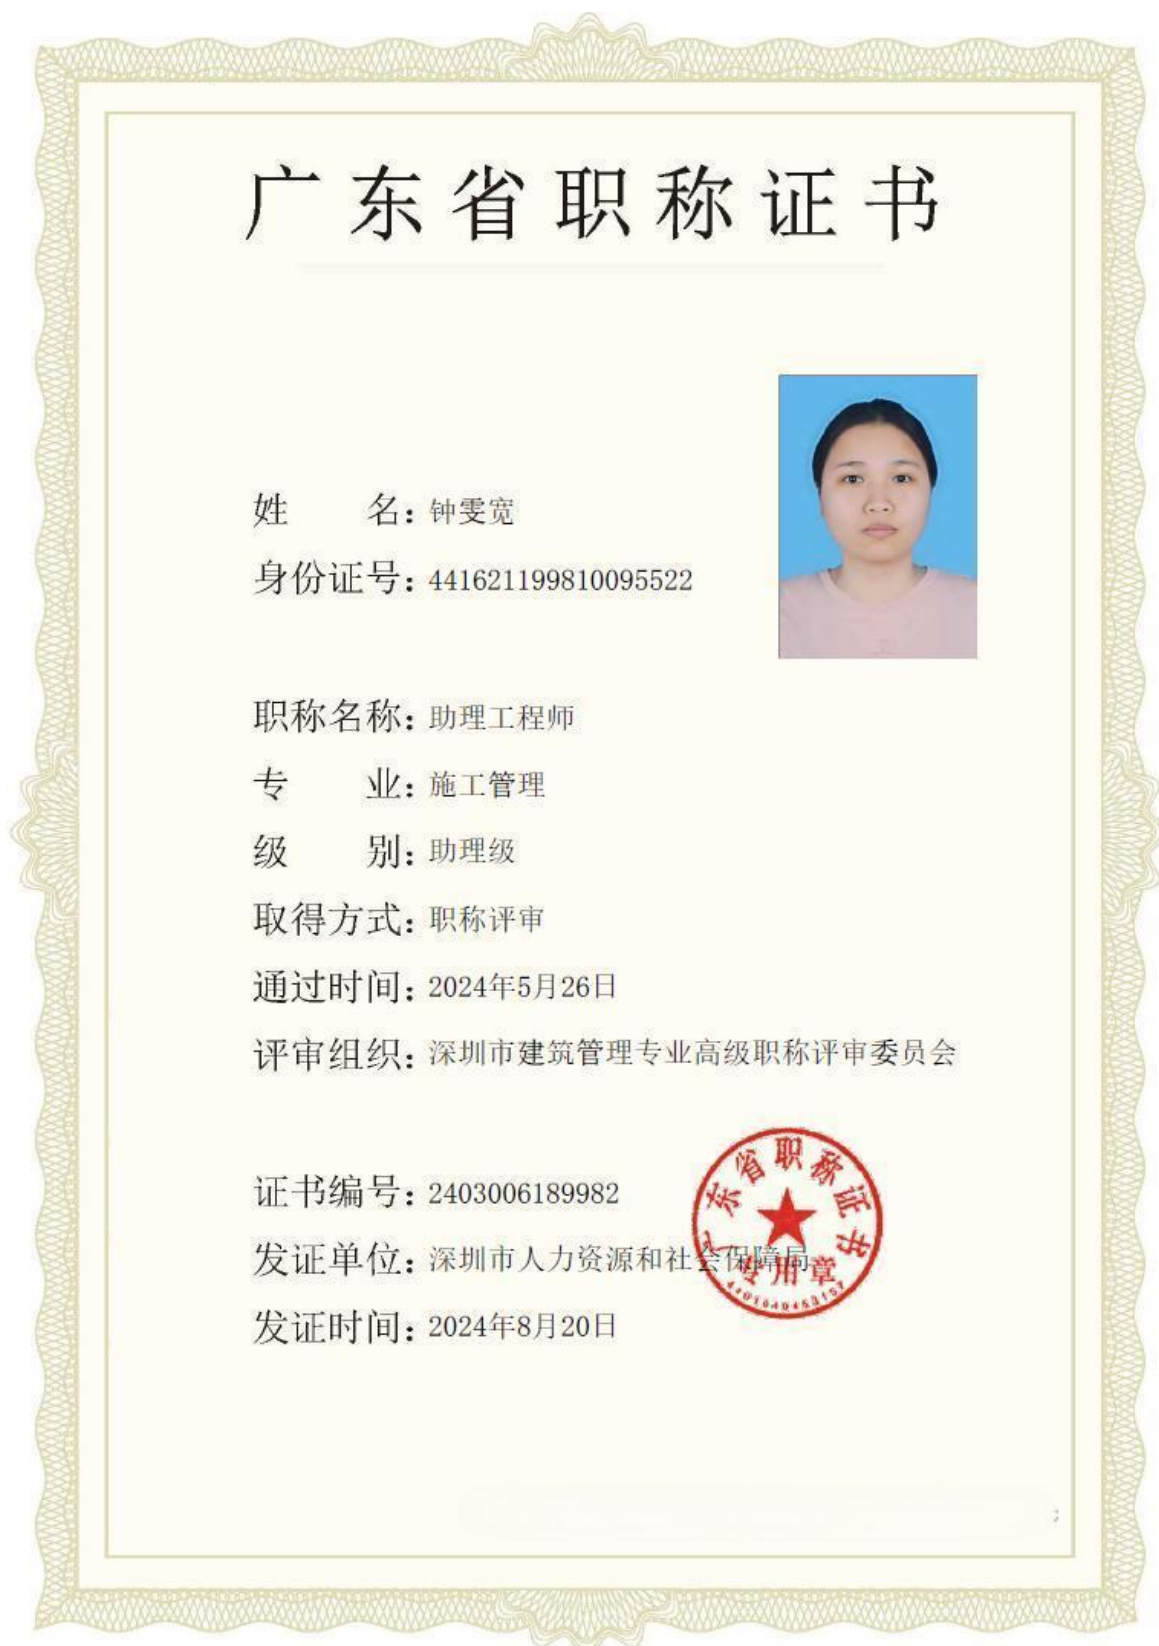 广东省职称证书
姓 名：钟雯宽
身份证号：441621199810095522
职称名称：助理工程师
专 业：施工管理
级 别：助理级
取得方式：职称评审
通过时间：2024年5月26日
评审组织：深圳市建筑管理专业高级职称评审委员会
证书编号：2403006189982
发证单位：深圳市人力资源和社会保障局
发证时间：2024年8月20日
广东省职称证书
专用章